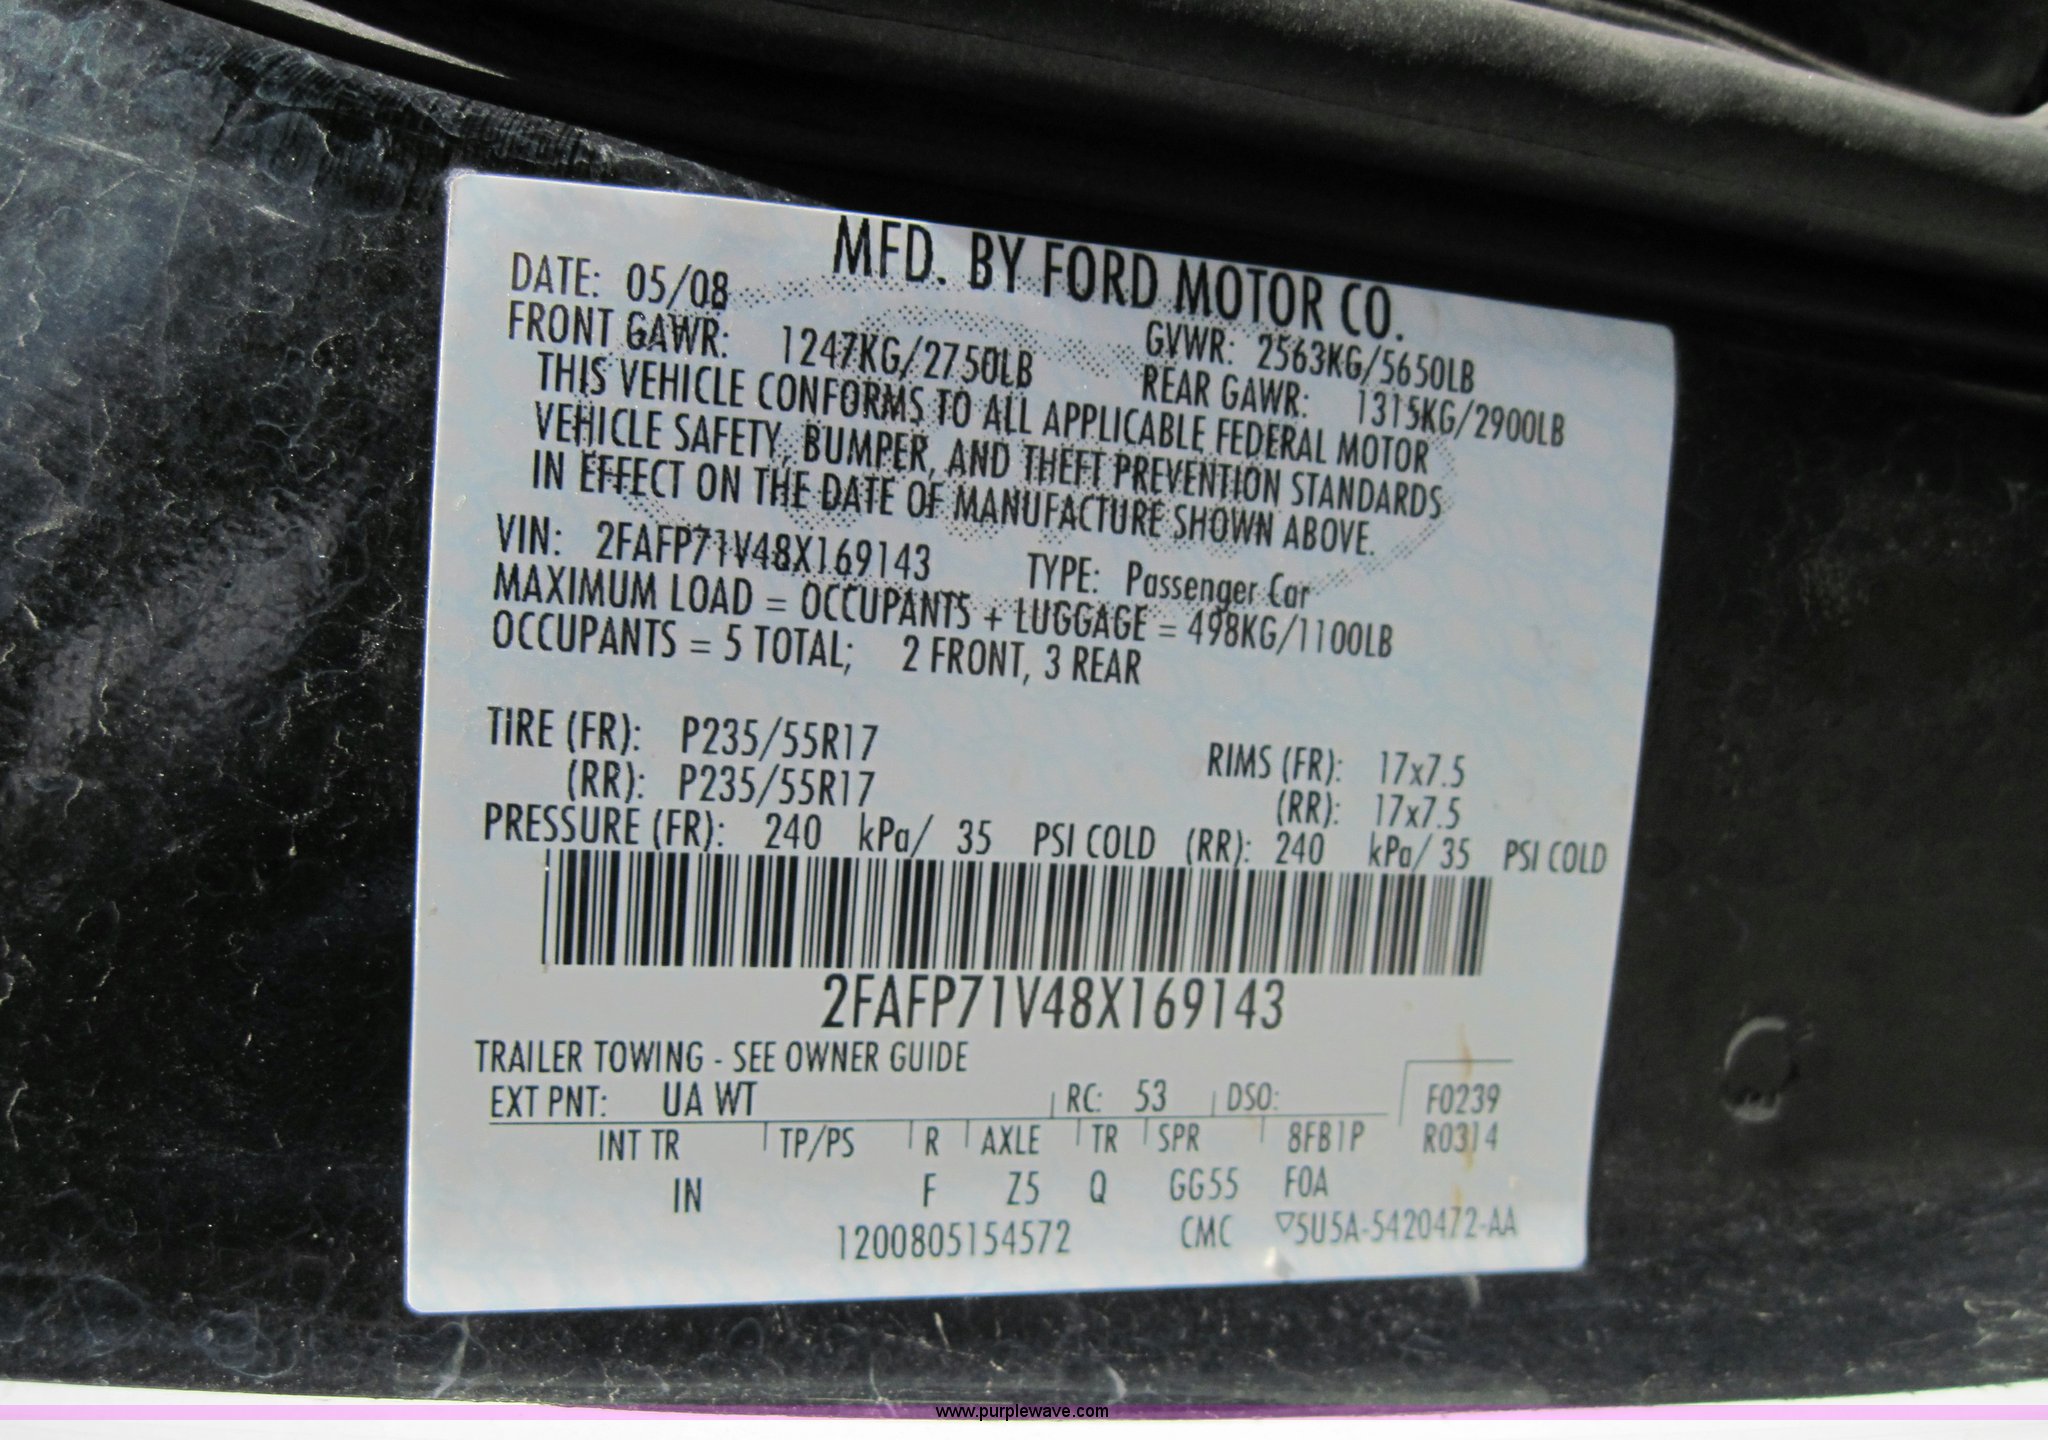 MFD. BY FORD MOTOR CO.
DATE: 05/08 GVWR: 2563KG/5650LB
FRONT GAWR: 1247KG/2750LB REAR GAWR: 1315KG/2900LB
THIS VEHICLE CONFORMS TO ALL APPLICABLE FEDERAL MOTOR
VEHICLE SAFETY, BUMPER, AND THEFT PREVENTION STANDARDS
IN EFFECT ON THE DATE OF MANUFACTURE SHOWN ABOVE.
VIN: 2FAFP71V48X169143 TYPE: Passenger Car
MAXIMUM LOAD = OCCUPANTS + LUGGAGE = 498KG/1100LB
OCCUPANTS = 5 TOTAL; 2 FRONT, 3 REAR
TIRE (FR): P235/55R17 RIMS (FR): 17x7.5
(RR): P235/55R17 (RR): 17x7.5
PRESSURE (FR): 240 kPa/ 35 PSI COLD (RR): 240 kPa/ 35 PSI COLD
2FAFP71V48X169143
TRAILER TOWING - SEE OWNER GUIDE
EXT PNT: UA WT RC: 53 DSO: F0239
INT TR TP/PS R AXLE TR SPR 8FB1P R0314
IN F Z5 Q GG55 F0A
1200805154572 CMC ▽5U5A-5420472-AA
www.purplewave.com